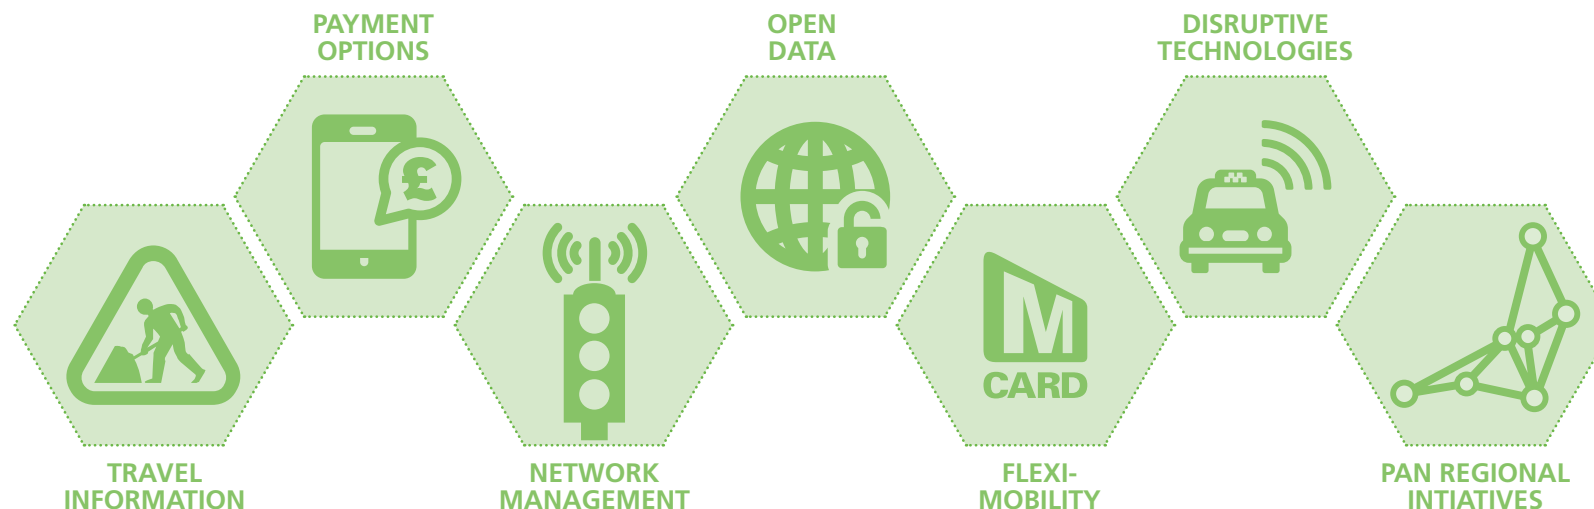 PAYMENT
OPTIONS
OPEN
DATA
DISRUPTIVE
TECHNOLOGIES
£
M
CARD
TRAVEL
INFORMATION
NETWORK
MANAGEMENT
FLEXI-
MOBILITY
PAN REGIONAL
INTIATIVES